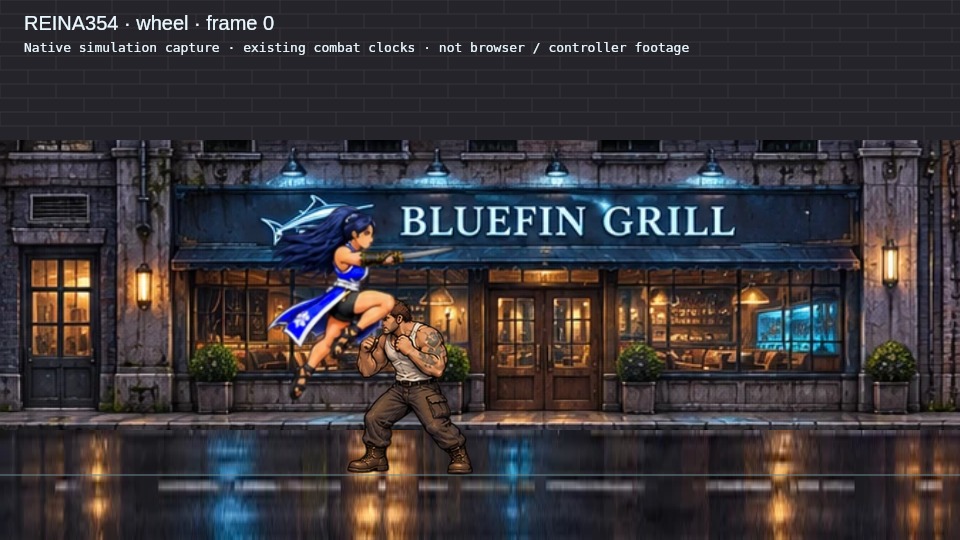 REINA354 · wheel · frame 0
Native simulation capture · existing combat clocks · not browser / controller footage
BLUEFIN GRILL